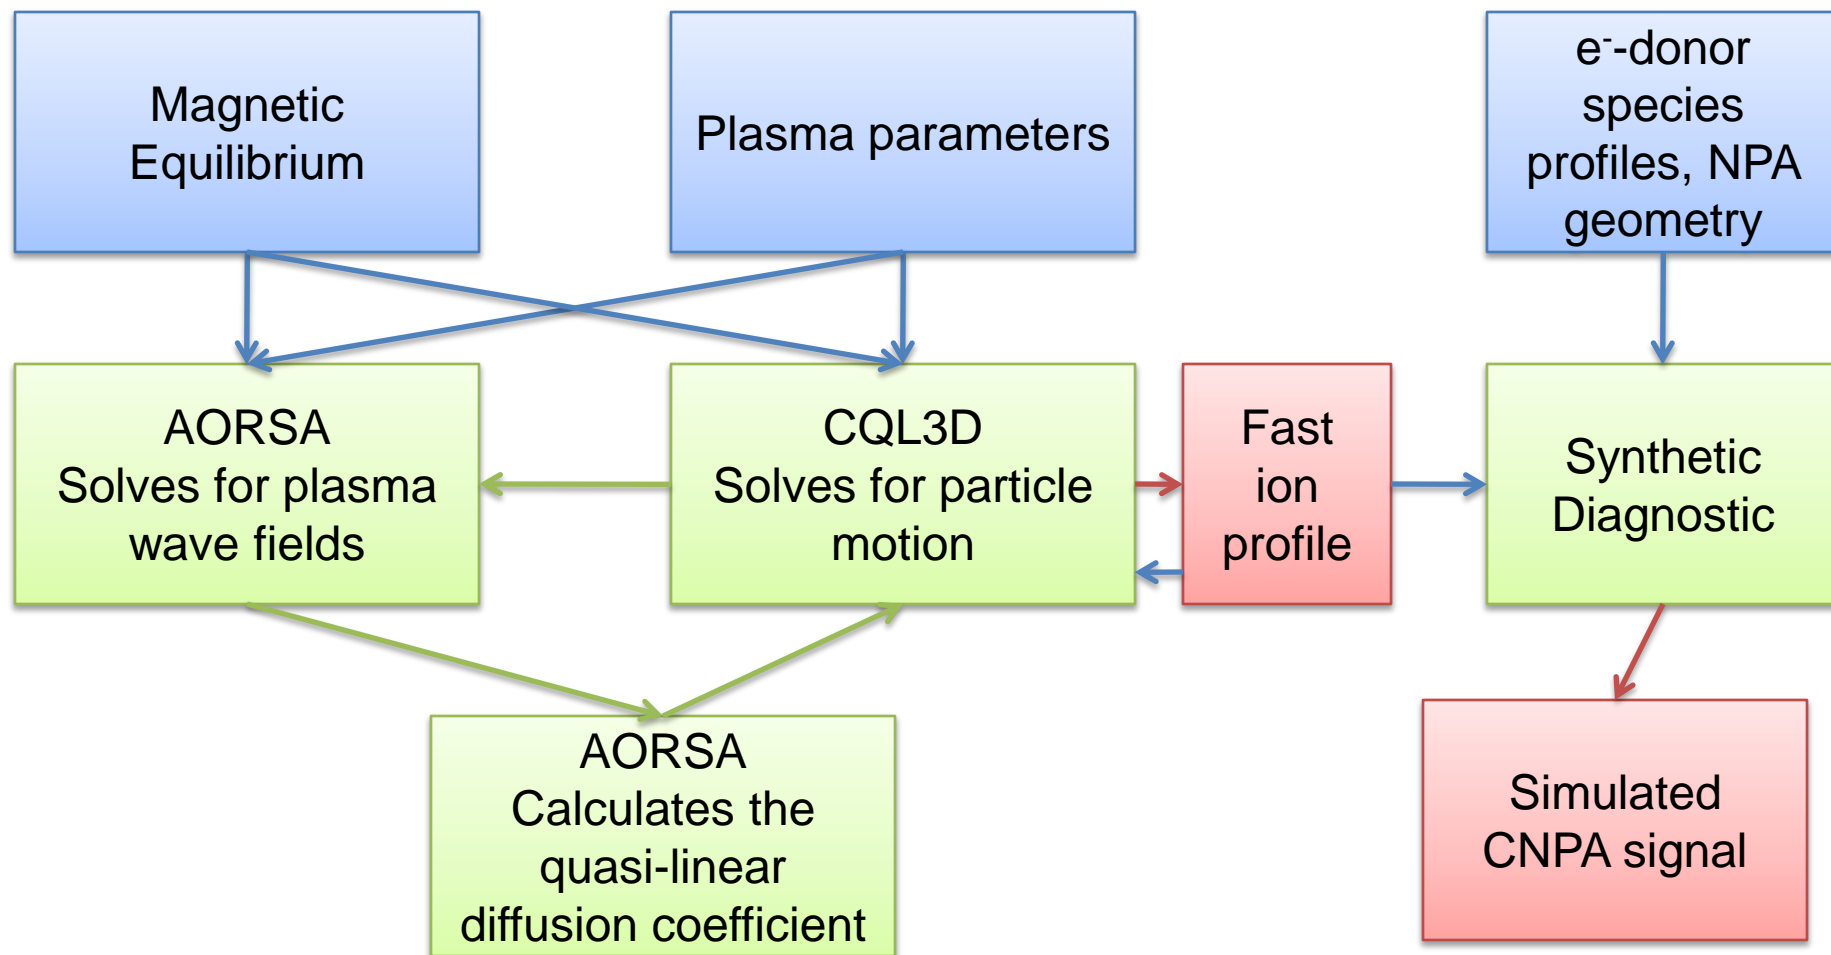 Magnetic
Equilibrium
Plasma parameters
e⁻-donor
species
profiles, NPA
geometry
AORSA
Solves for plasma
wave fields
CQL3D
Solves for particle
motion
Fast
ion
profile
Synthetic
Diagnostic
AORSA
Calculates the
quasi-linear
diffusion coefficient
Simulated
CNPA signal